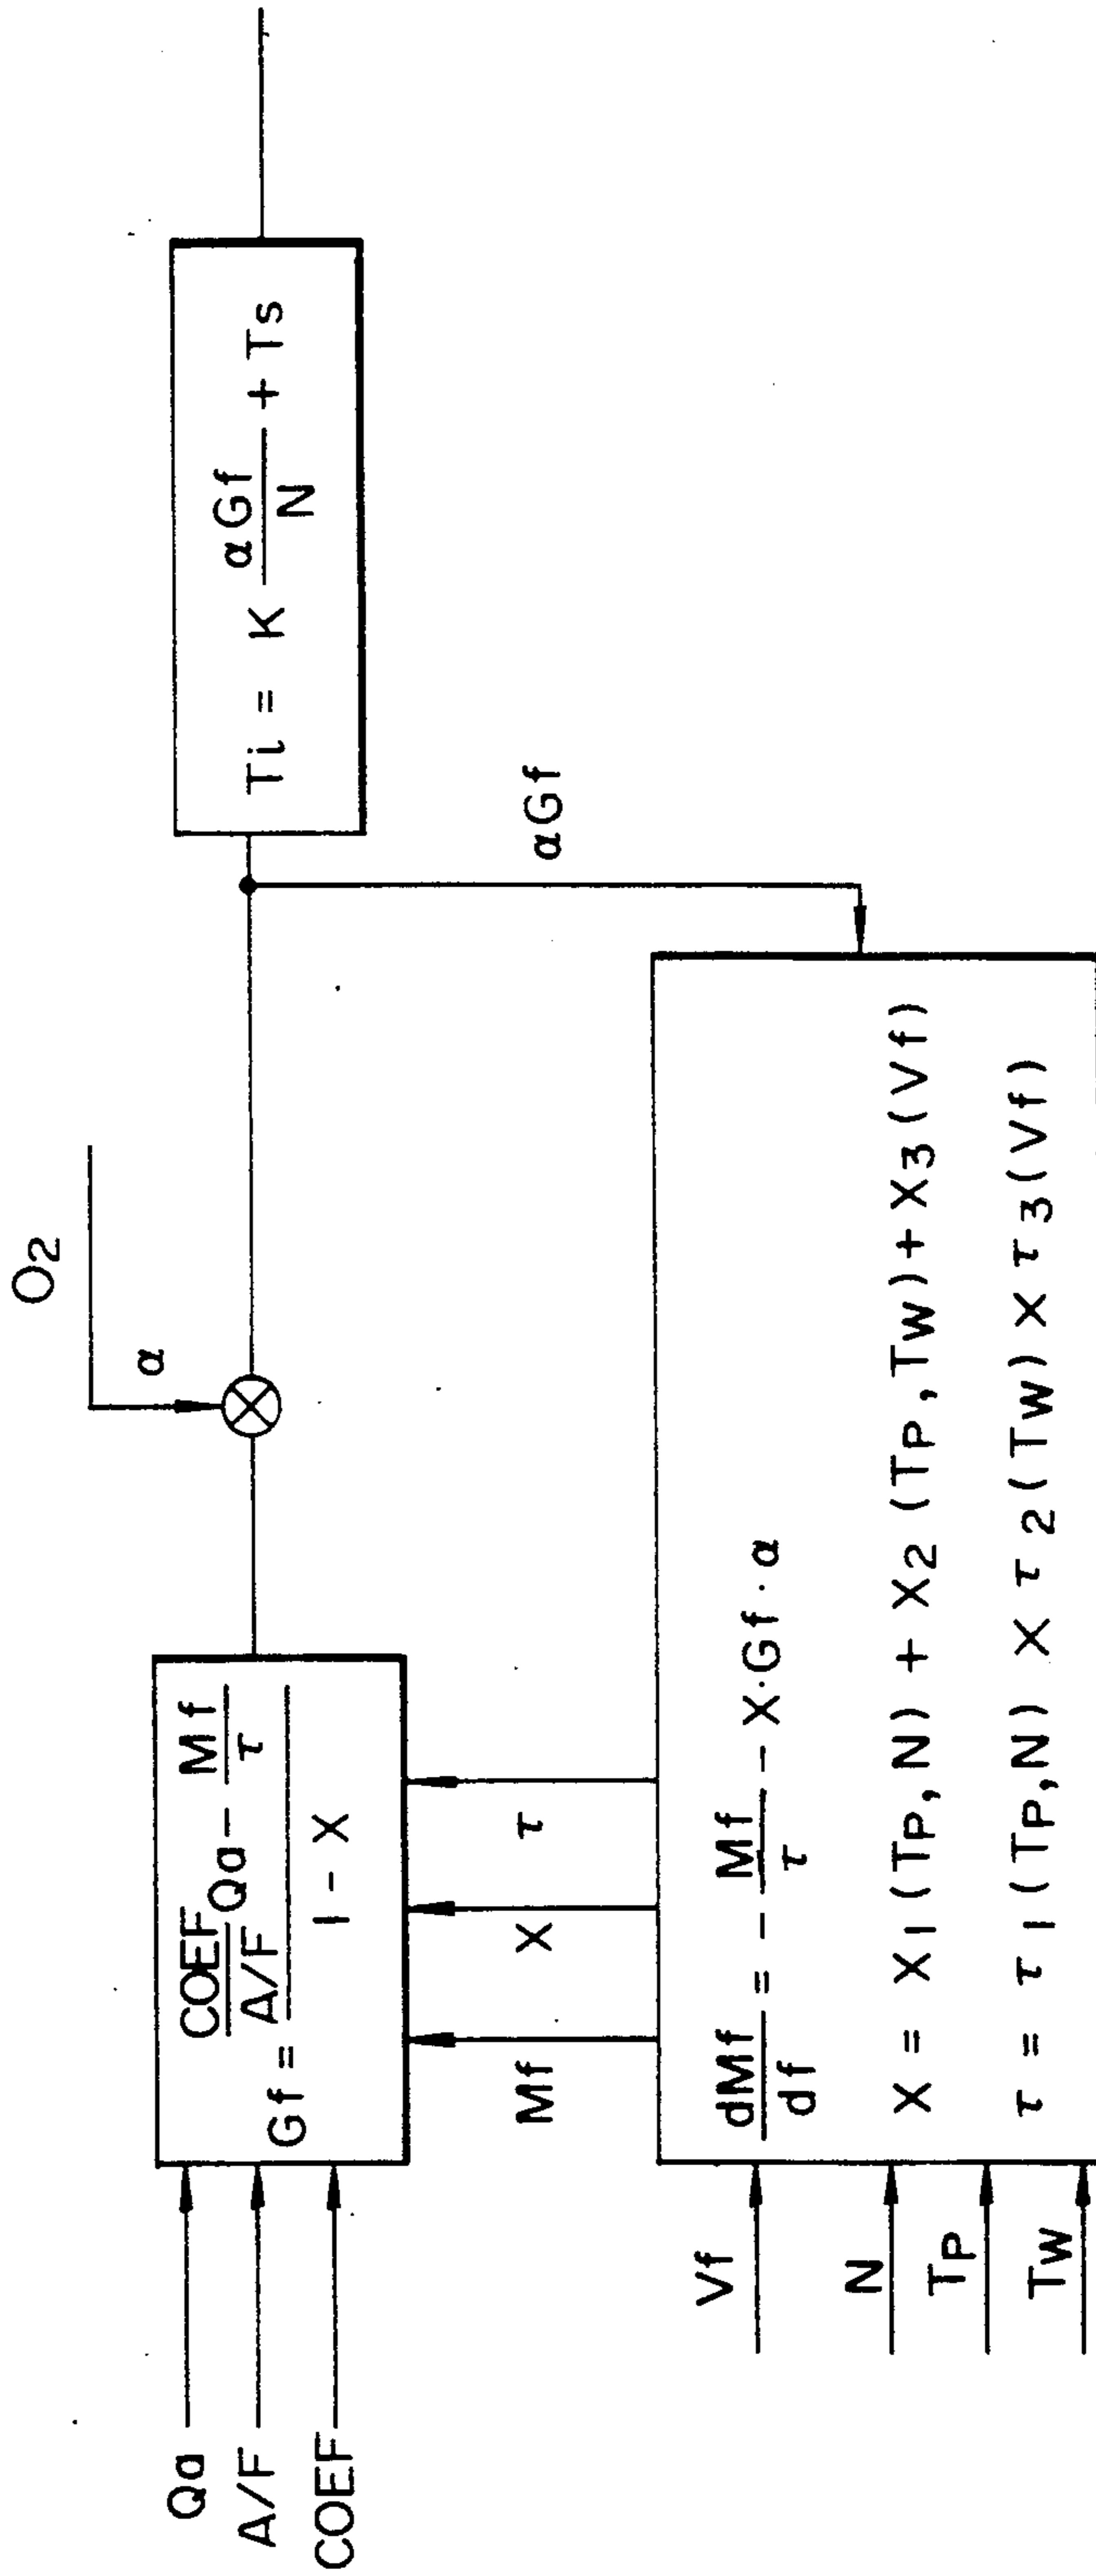 O2
α
Qa
A/F
COEF
Gf = (COEF/A/F Qa - Mf/τ) / (1 - X)
Ti = K αGf/N + Ts
αGf
Mf
X
τ
Vf
N
TP
TW
dMf/df = - Mf/τ - X·Gf·α
X = X1(TP,N) + X2(TP,TW) + X3(Vf)
τ = τ1(TP,N) X τ2(TW) X τ3(Vf)